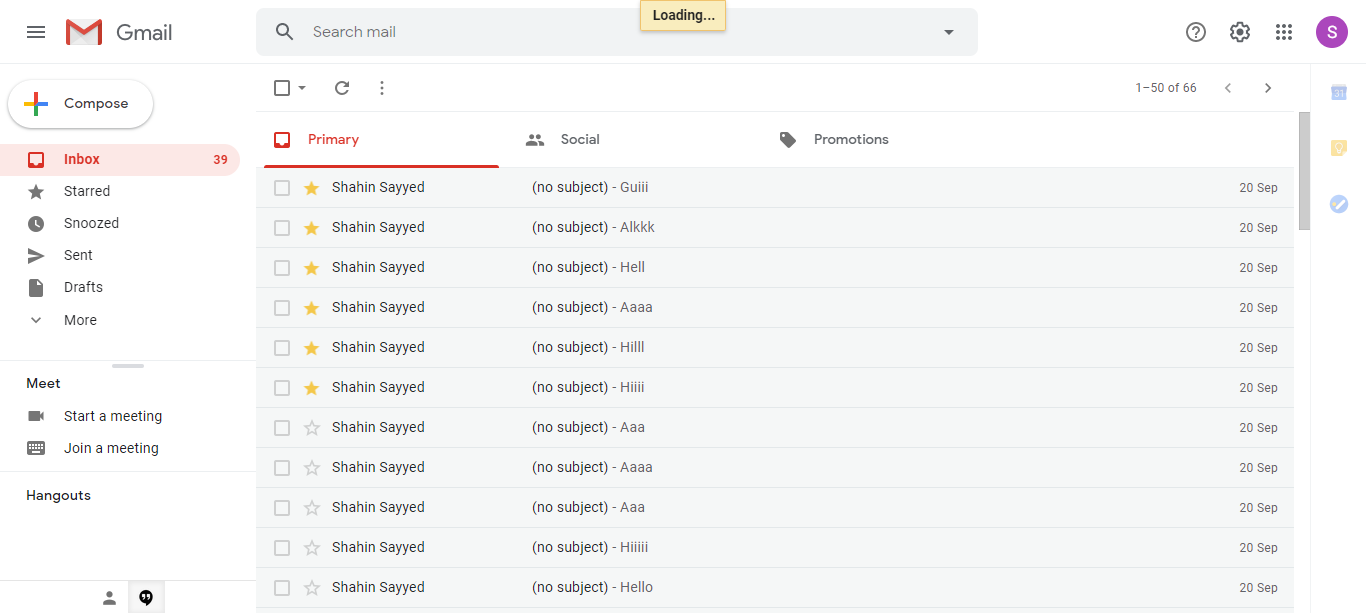 Loading...
Gmail
Search mail
S
Compose
1–50 of 66
31
Primary
Social
Promotions
Inbox 39
Starred
Snoozed
Sent
Drafts
More
Meet
Start a meeting
Join a meeting
Hangouts
Shahin Sayyed (no subject) - Guiii 20 Sep
Shahin Sayyed (no subject) - Alkkk 20 Sep
Shahin Sayyed (no subject) - Hell 20 Sep
Shahin Sayyed (no subject) - Aaaa 20 Sep
Shahin Sayyed (no subject) - Hilll 20 Sep
Shahin Sayyed (no subject) - Hiiii 20 Sep
Shahin Sayyed (no subject) - Aaa 20 Sep
Shahin Sayyed (no subject) - Aaaa 20 Sep
Shahin Sayyed (no subject) - Aaa 20 Sep
Shahin Sayyed (no subject) - Hiiiii 20 Sep
Shahin Sayyed (no subject) - Hello 20 Sep